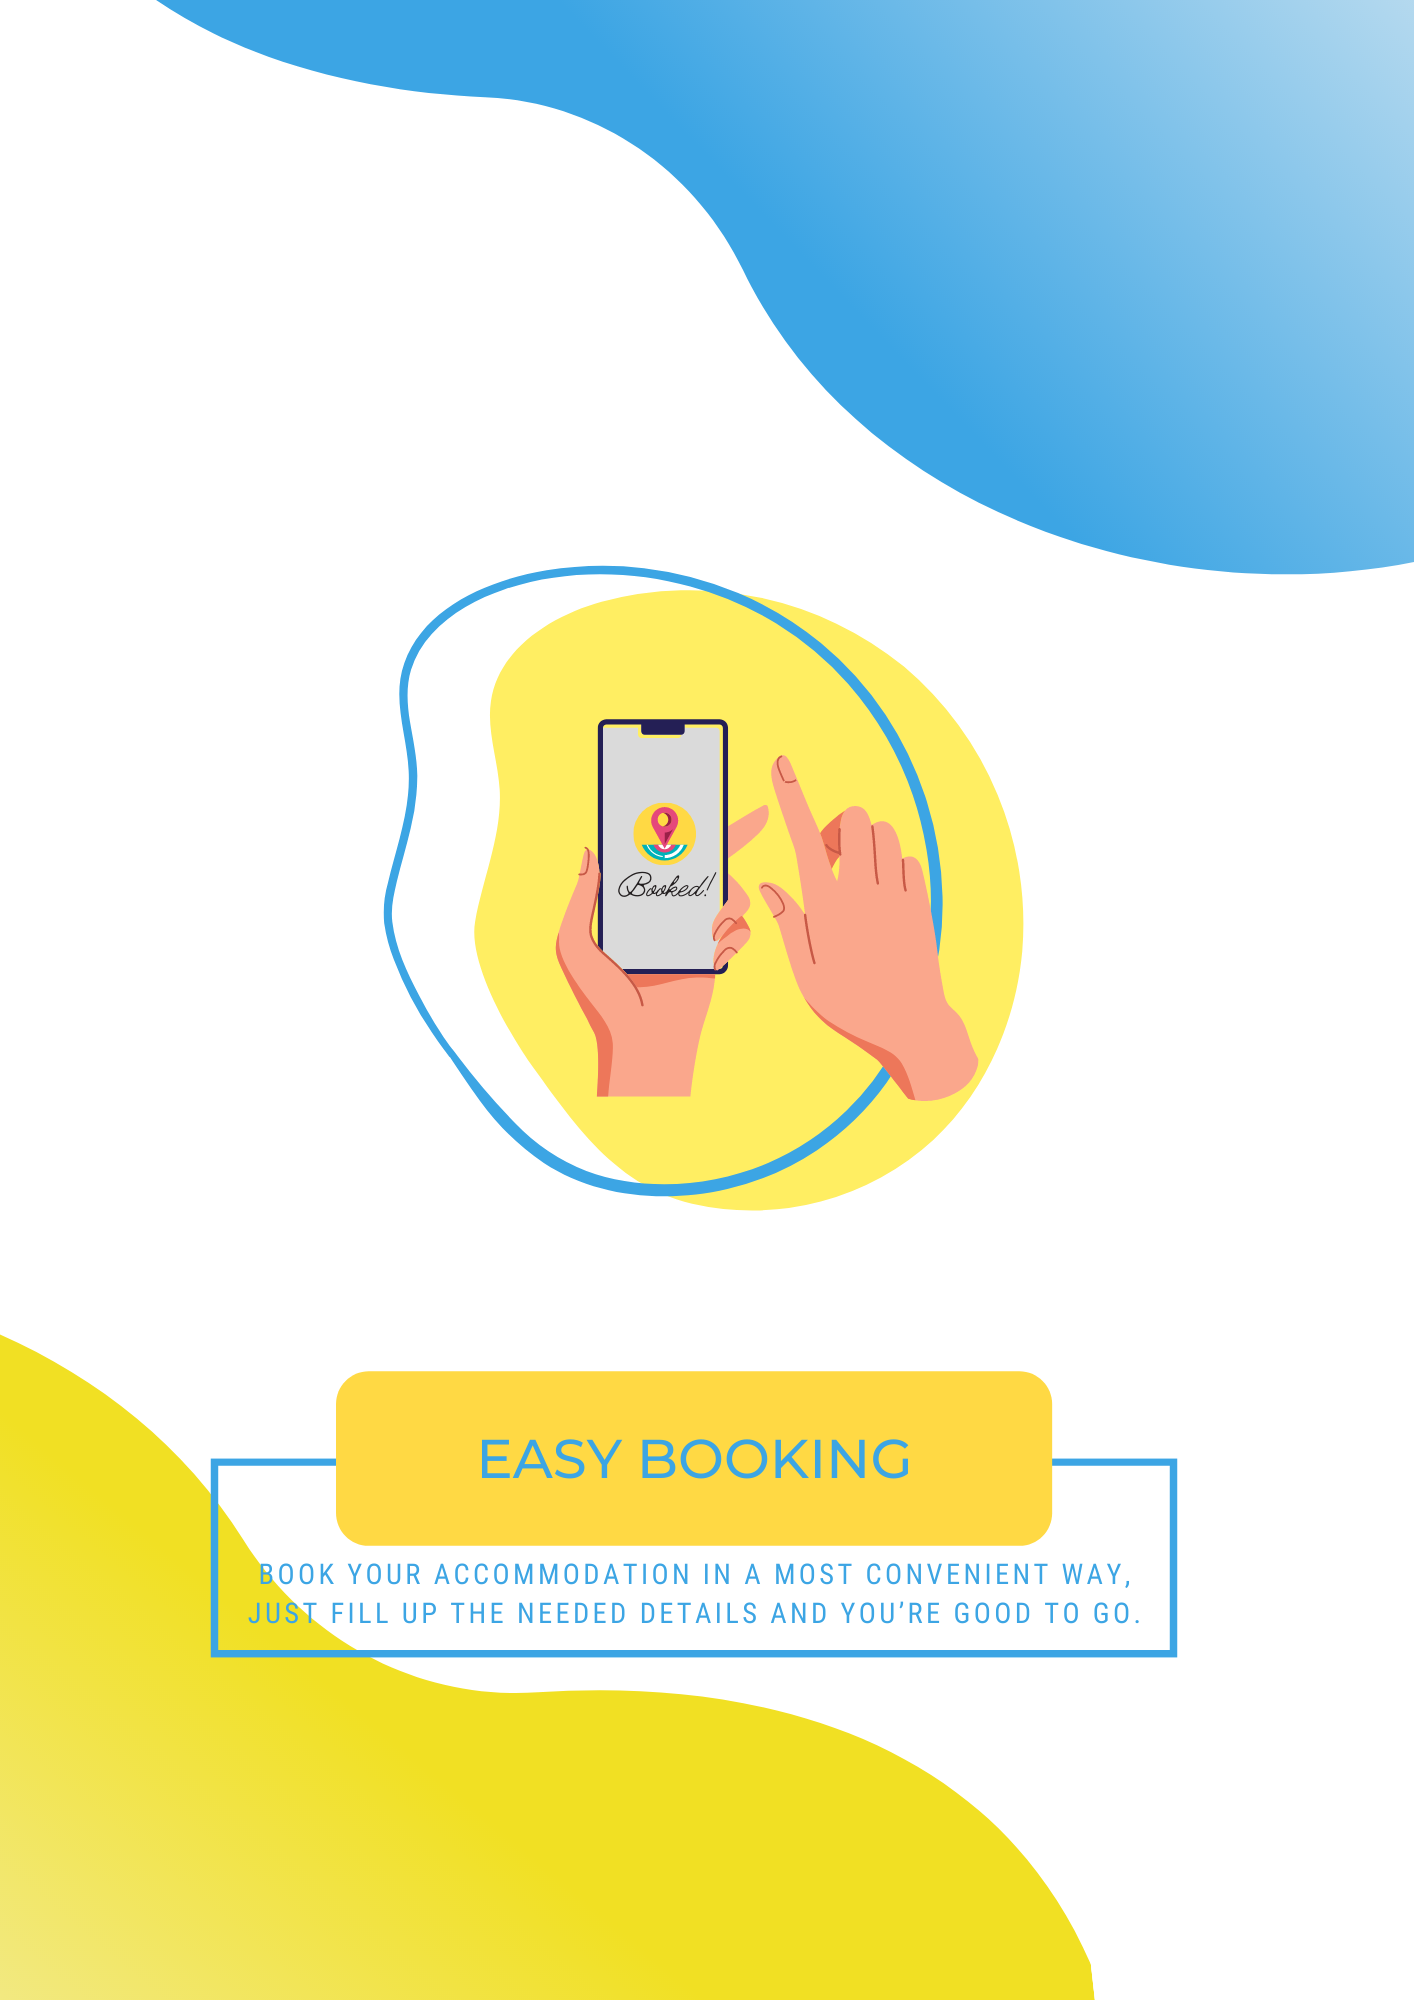 Booked!
EASY BOOKING
BOOK YOUR ACCOMMODATION IN A MOST CONVENIENT WAY,
JUST FILL UP THE NEEDED DETAILS AND YOU’RE GOOD TO GO.